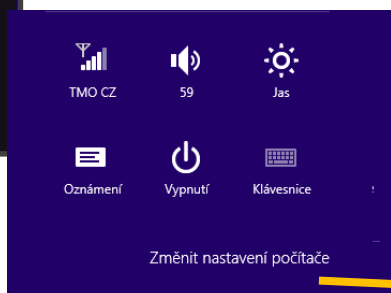 TMO CZ 59 Jas
Oznámení Vypnutí Klávesnice
Změnit nastavení počítače